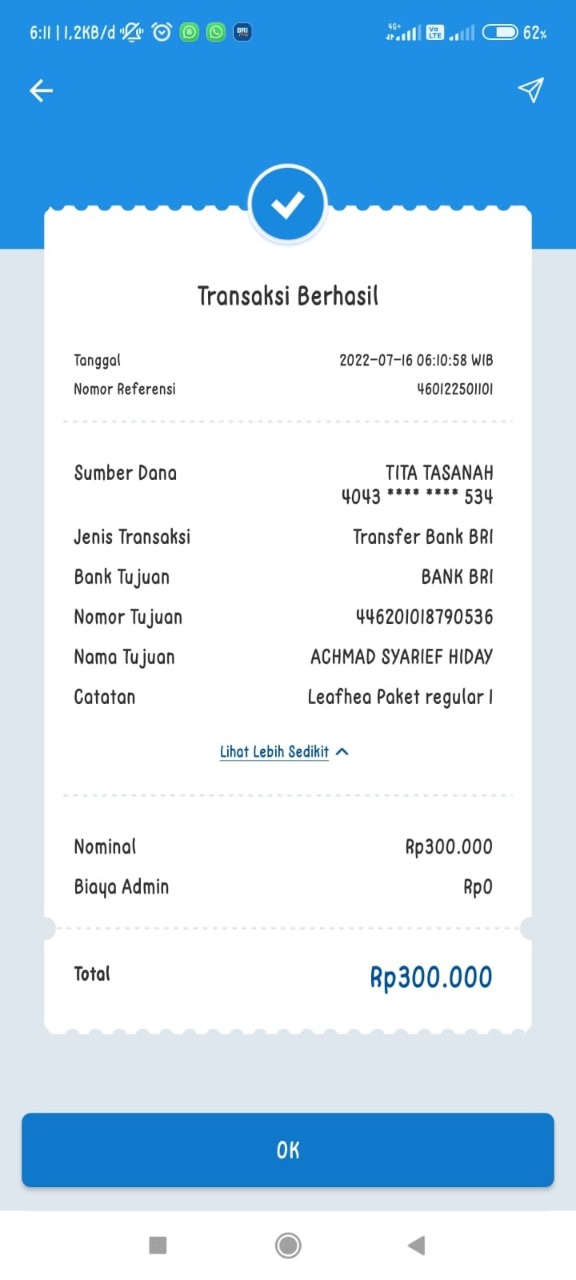 6:11 | 1,2KB/d 4G+ Vo LTE 62%
Transaksi Berhasil
Tanggal 2022-07-16 06:10:58 WIB
Nomor Referensi 460122501101
Sumber Dana TITA TASANAH
4043 **** **** 534
Jenis Transaksi Transfer Bank BRI
Bank Tujuan BANK BRI
Nomor Tujuan 446201018790536
Nama Tujuan ACHMAD SYARIEF HIDAY
Catatan Leafhea Paket regular 1
Lihat Lebih Sedikit
Nominal Rp300.000
Biaya Admin Rp0
Total Rp300.000
OK